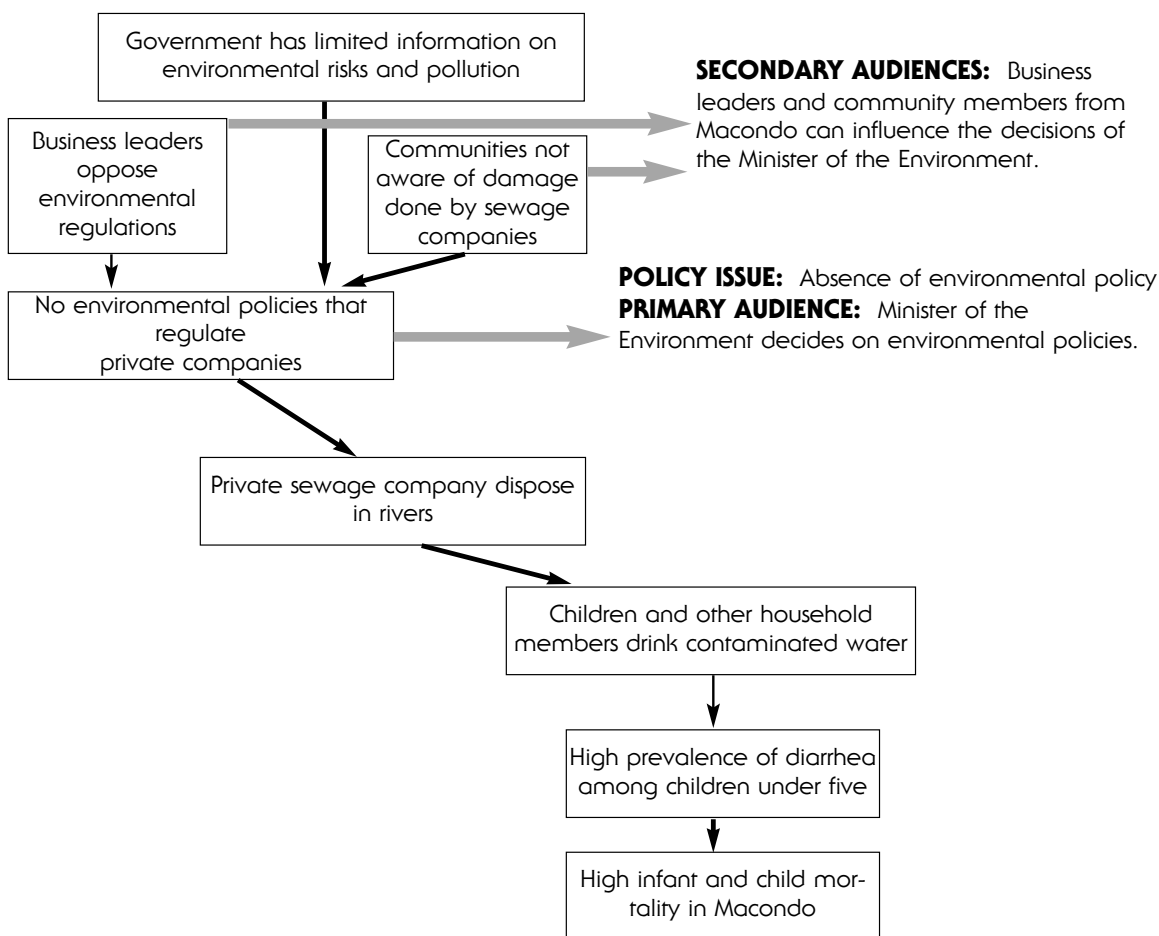 Government has limited information on
environmental risks and pollution
SECONDARY AUDIENCES: Business
leaders and community members from
Macondo can influence the decisions of
the Minister of the Environment.
Business leaders
oppose
environmental
regulations
Communities not
aware of damage
done by sewage
companies
POLICY ISSUE: Absence of environmental policy
PRIMARY AUDIENCE: Minister of the
Environment decides on environmental policies.
No environmental policies that
regulate
private companies
Private sewage company dispose
in rivers
Children and other household
members drink contaminated water
High prevalence of diarrhea
among children under five
High infant and child mor-
tality in Macondo